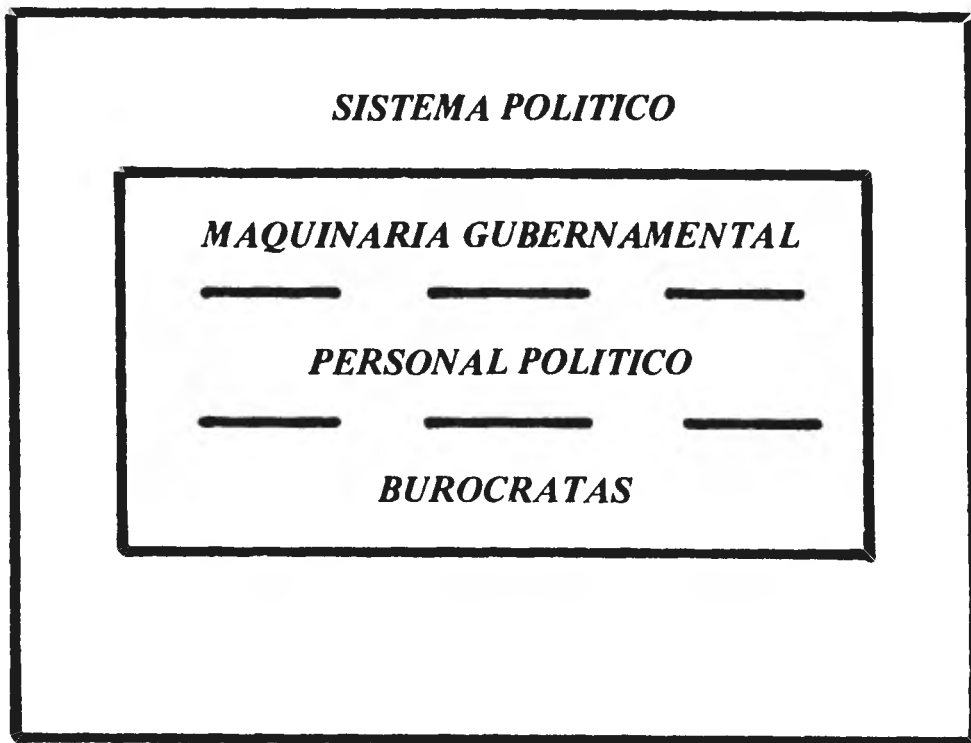 SISTEMA POLITICO
MAQUINARIA GUBERNAMENTAL
PERSONAL POLITICO
BUROCRATAS